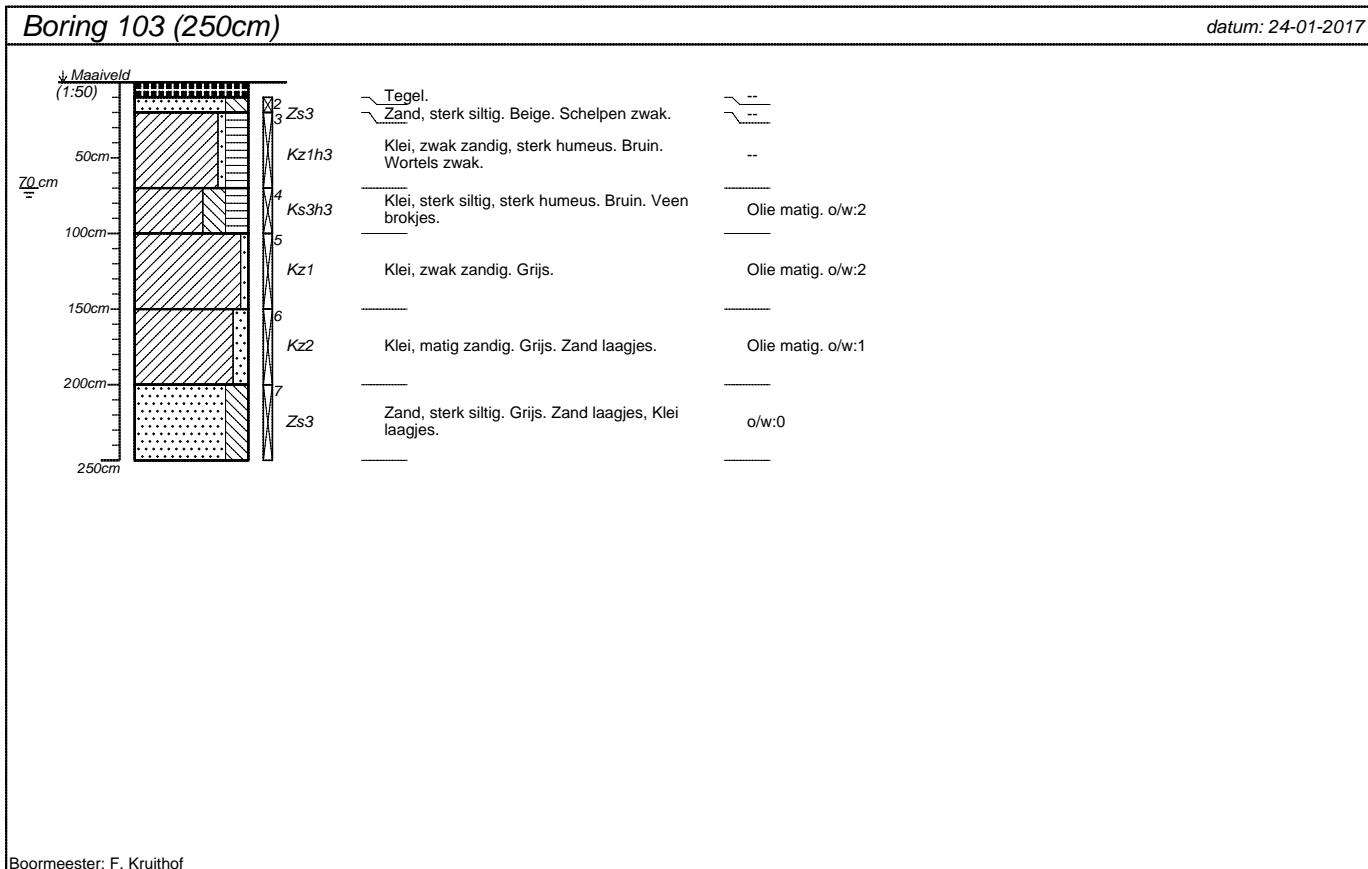 Boring 103 (250cm)
datum: 24-01-2017
Maaiveld
(1:50)
Tegel.
--
2
Zs3
Zand, sterk siltig. Beige. Schelpen zwak.
--
3
50cm
Kz1h3
Klei, zwak zandig, sterk humeus. Bruin.
Wortels zwak.
--
70 cm
4
Ks3h3
Klei, sterk siltig, sterk humeus. Bruin. Veen
brokjes.
Olie matig. o/w:2
100cm
5
Kz1
Klei, zwak zandig. Grijs.
Olie matig. o/w:2
150cm
6
Kz2
Klei, matig zandig. Grijs. Zand laagjes.
Olie matig. o/w:1
200cm
7
Zs3
Zand, sterk siltig. Grijs. Zand laagjes, Klei
laagjes.
o/w:0
250cm
Boormeester: F. Kruithof